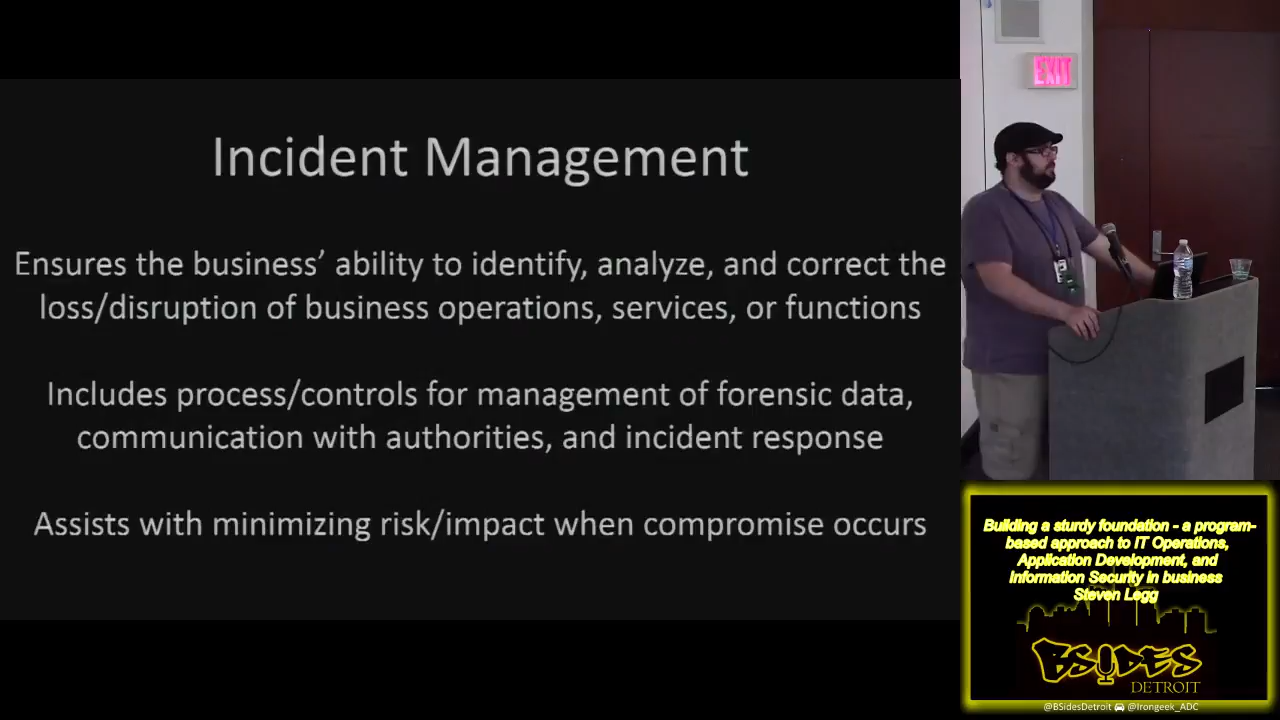 Incident Management
Ensures the business’ ability to identify, analyze, and correct the
loss/disruption of business operations, services, or functions
Includes process/controls for management of forensic data,
communication with authorities, and incident response
Assists with minimizing risk/impact when compromise occurs
EXIT
Building a sturdy foundation - a program-
based approach to IT Operations,
Application Development, and
Information Security in business
Steven Legg
BSIDES
DETROIT
@BSidesDetroit @Irongeek_ADC